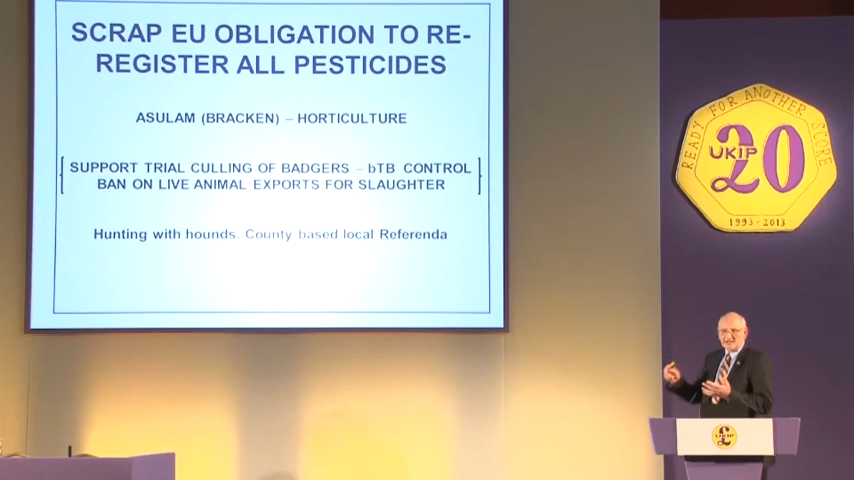 SCRAP EU OBLIGATION TO RE-
REGISTER ALL PESTICIDES
ASULAM (BRACKEN) – HORTICULTURE
SUPPORT TRIAL CULLING OF BADGERS – bTB CONTROL
BAN ON LIVE ANIMAL EXPORTS FOR SLAUGHTER
Hunting with hounds. County based local Referenda
READY FOR ANOTHER SCORE
UKIP
20
1993-2013
£
UKIP